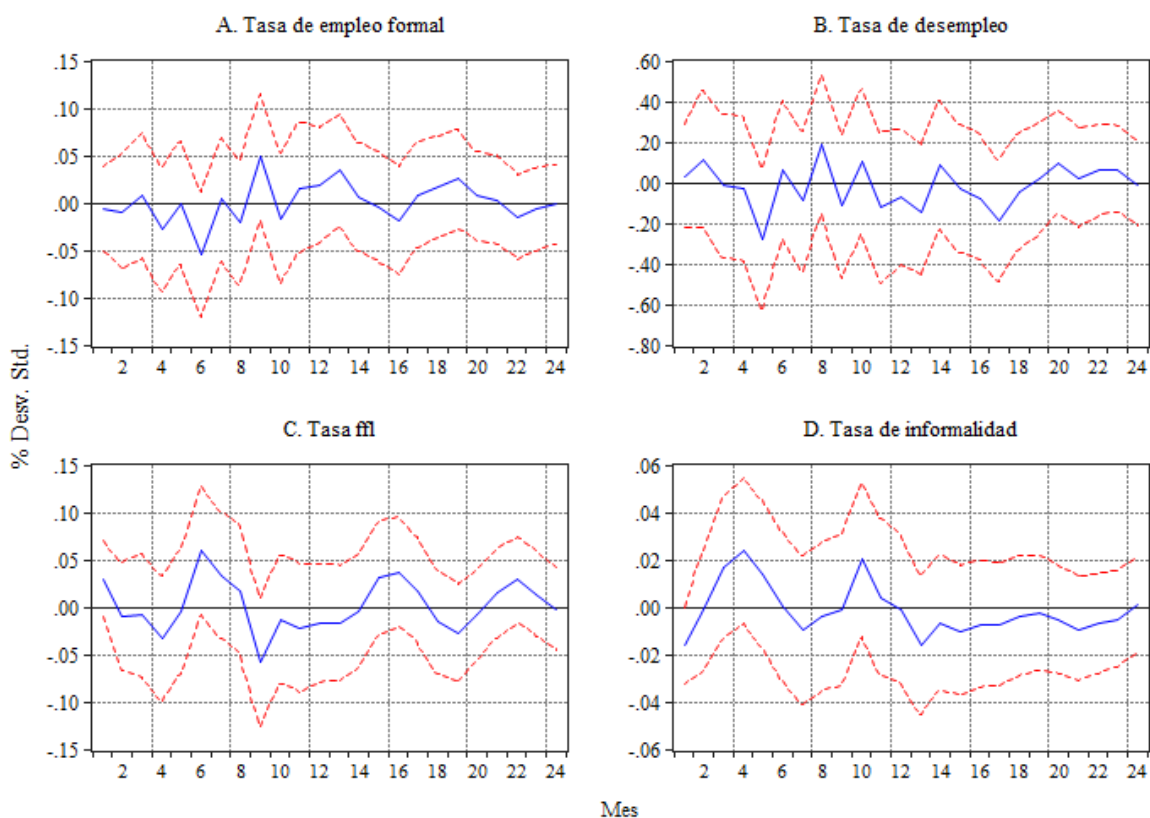 A. Tasa de empleo formal
.15
.10
.05
.00
-.05
-.10
-.15
2 4 6 8 10 12 14 16 18 20 22 24
B. Tasa de desempleo
.60
.40
.20
.00
-.20
-.40
-.60
-.80
2 4 6 8 10 12 14 16 18 20 22 24
% Desv. Std.
C. Tasa ffl
.15
.10
.05
.00
-.05
-.10
-.15
2 4 6 8 10 12 14 16 18 20 22 24
D. Tasa de informalidad
.06
.04
.02
.00
-.02
-.04
-.06
2 4 6 8 10 12 14 16 18 20 22 24
Mes